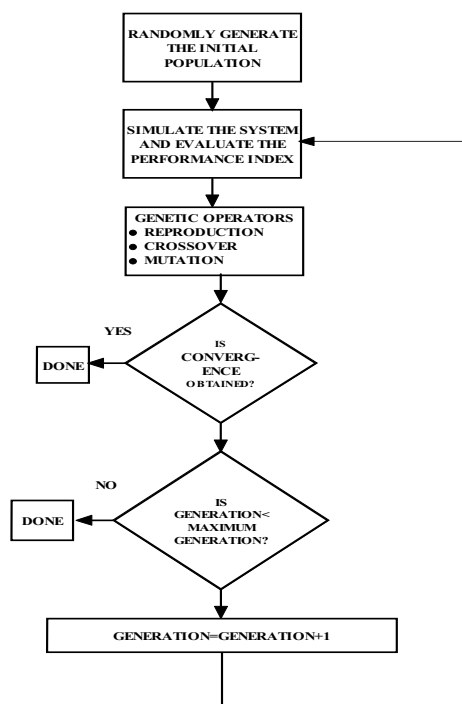 RANDOMLY GENERATE
THE INITIAL
POPULATION
SIMULATE THE SYSTEM
AND EVALUATE THE
PERFORMANCE INDEX
GENETIC OPERATORS
● REPRODUCTION
● CROSSOVER
● MUTATION
YES
IS
CONVERG-
ENCE
OBTAINED?
DONE
NO
IS
GENERATION<
MAXIMUM
GENERATION?
DONE
GENERATION=GENERATION+1